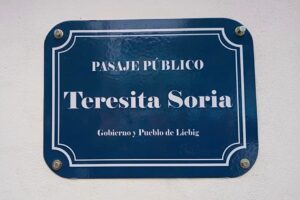 PASAJE PÚBLICO
Teresita Soria
Gobierno y Pueblo de Liebig